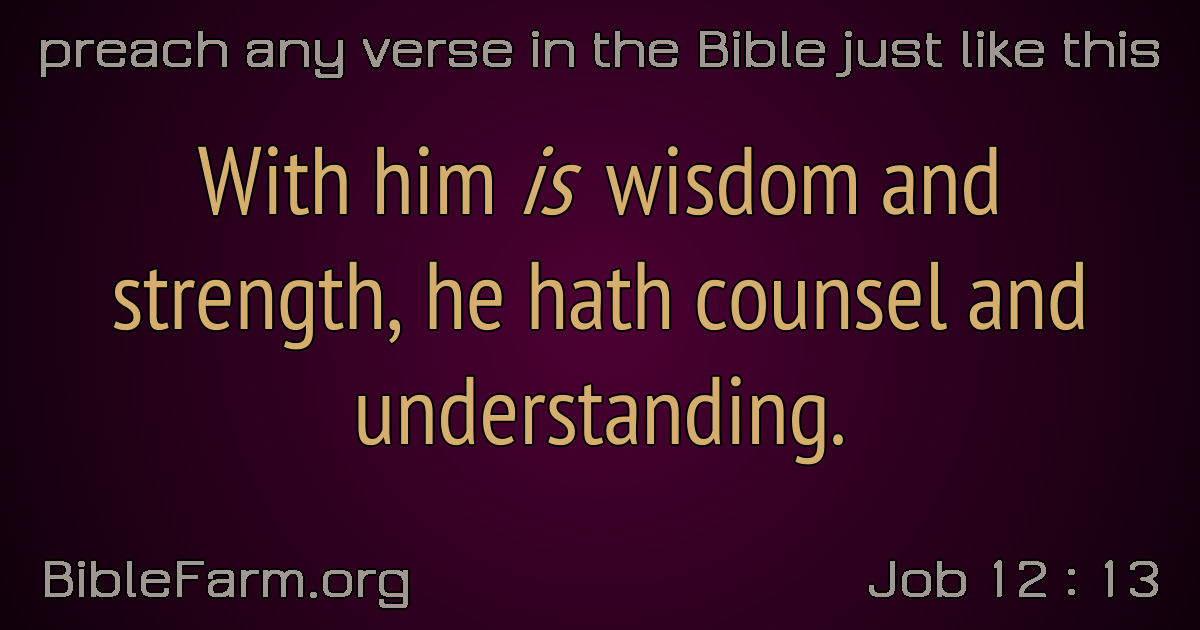 preach any verse in the Bible just like this
With him is wisdom and
strength, he hath counsel and
understanding.
BibleFarm.org
Job 12 : 13